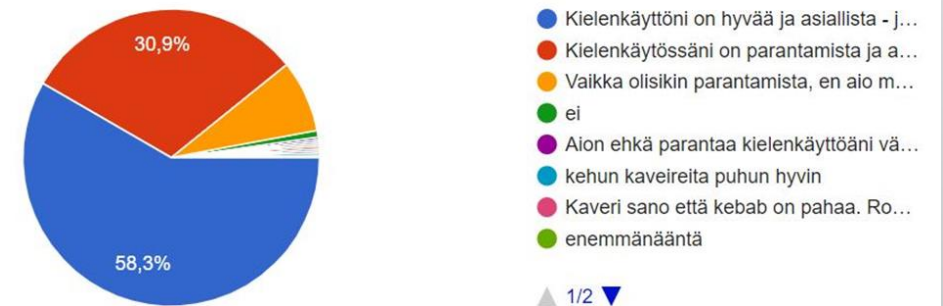 30,9%
58,3%
Kielenkäyttöni on hyvää ja asiallista - j…
Kielenkäytössäni on parantamista ja a…
Vaikka olisikin parantamista, en aio m…
ei
Aion ehkä parantaa kielenkäyttöäni vä…
kehun kaveireita puhun hyvin
Kaveri sano että kebab on pahaa. Ro…
enemmänääntä
1/2